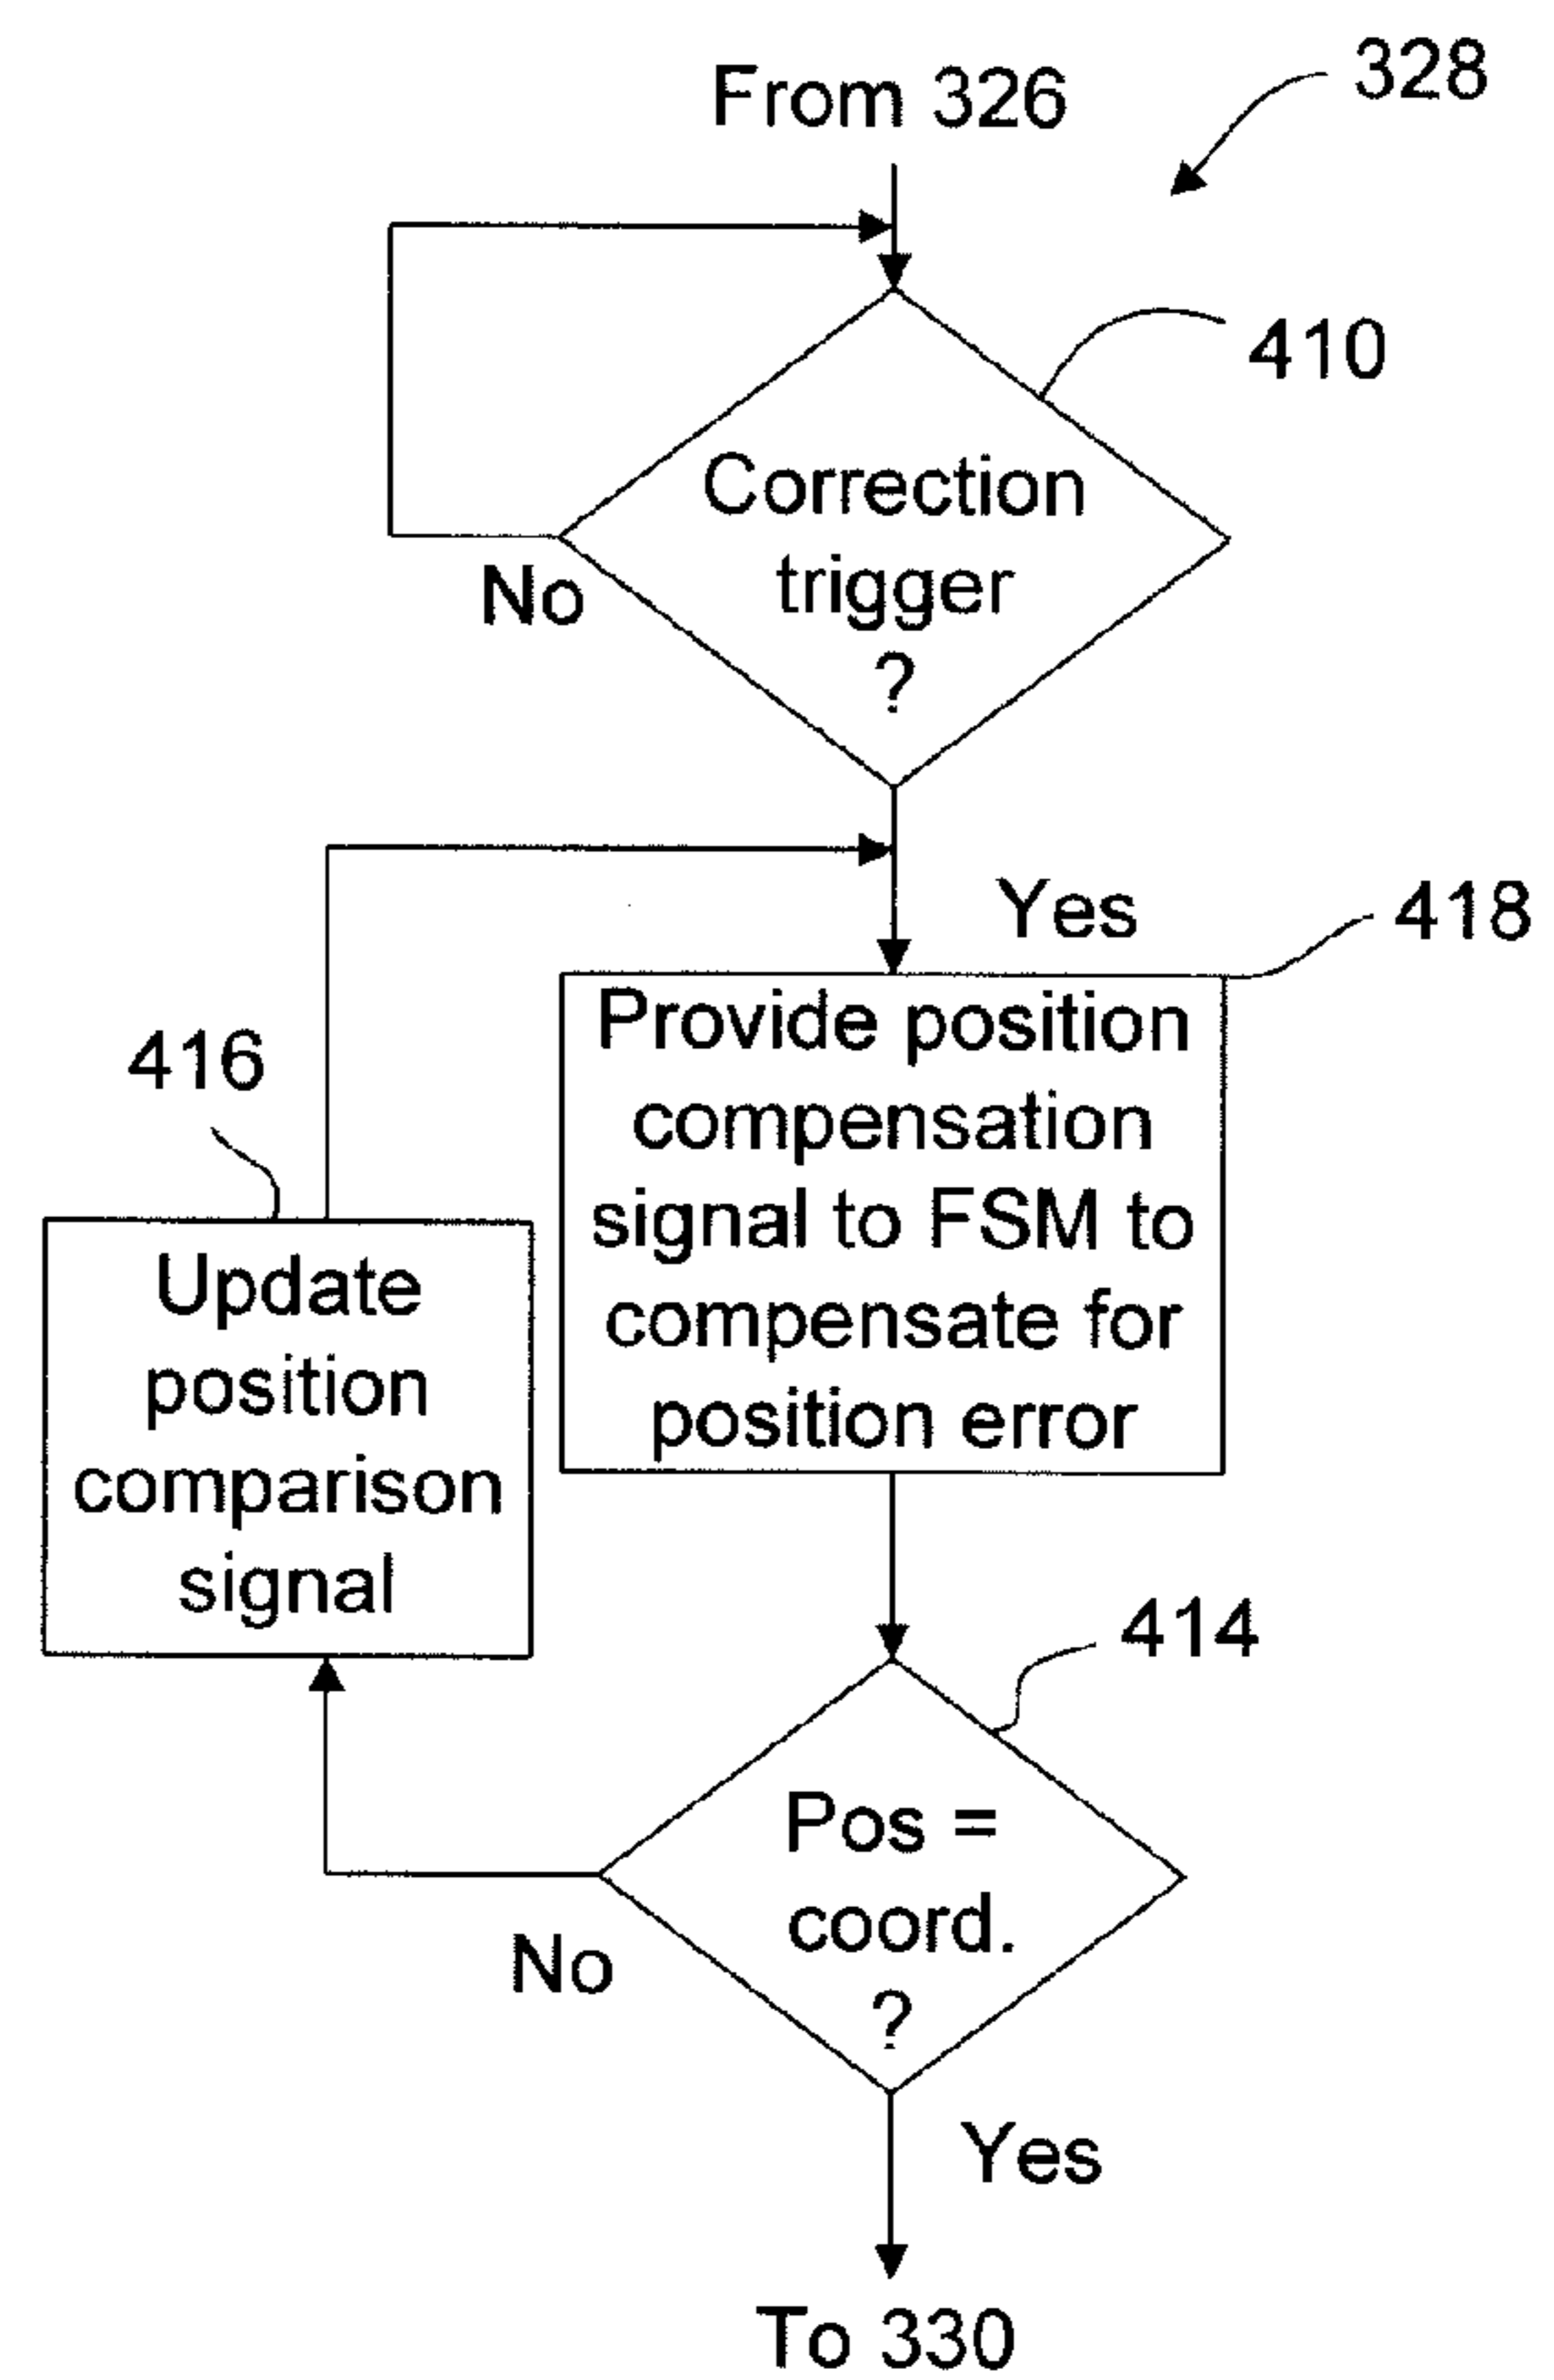 From 326
328
410
Correction
trigger
?
No
Yes
418
Provide position
compensation
signal to FSM to
compensate for
position error
416
Update
position
comparison
signal
414
Pos =
coord.
?
No
Yes
To 330